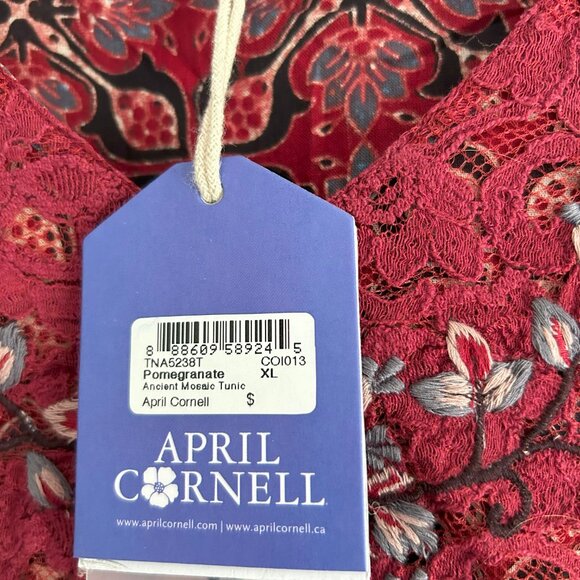 8 88609 58924 5
TNA5238T COI013
Pomegranate XL
Ancient Mosaic Tunic
April Cornell $
APRIL
CORNELL
www.aprilcornell.com | www.aprilcornell.ca